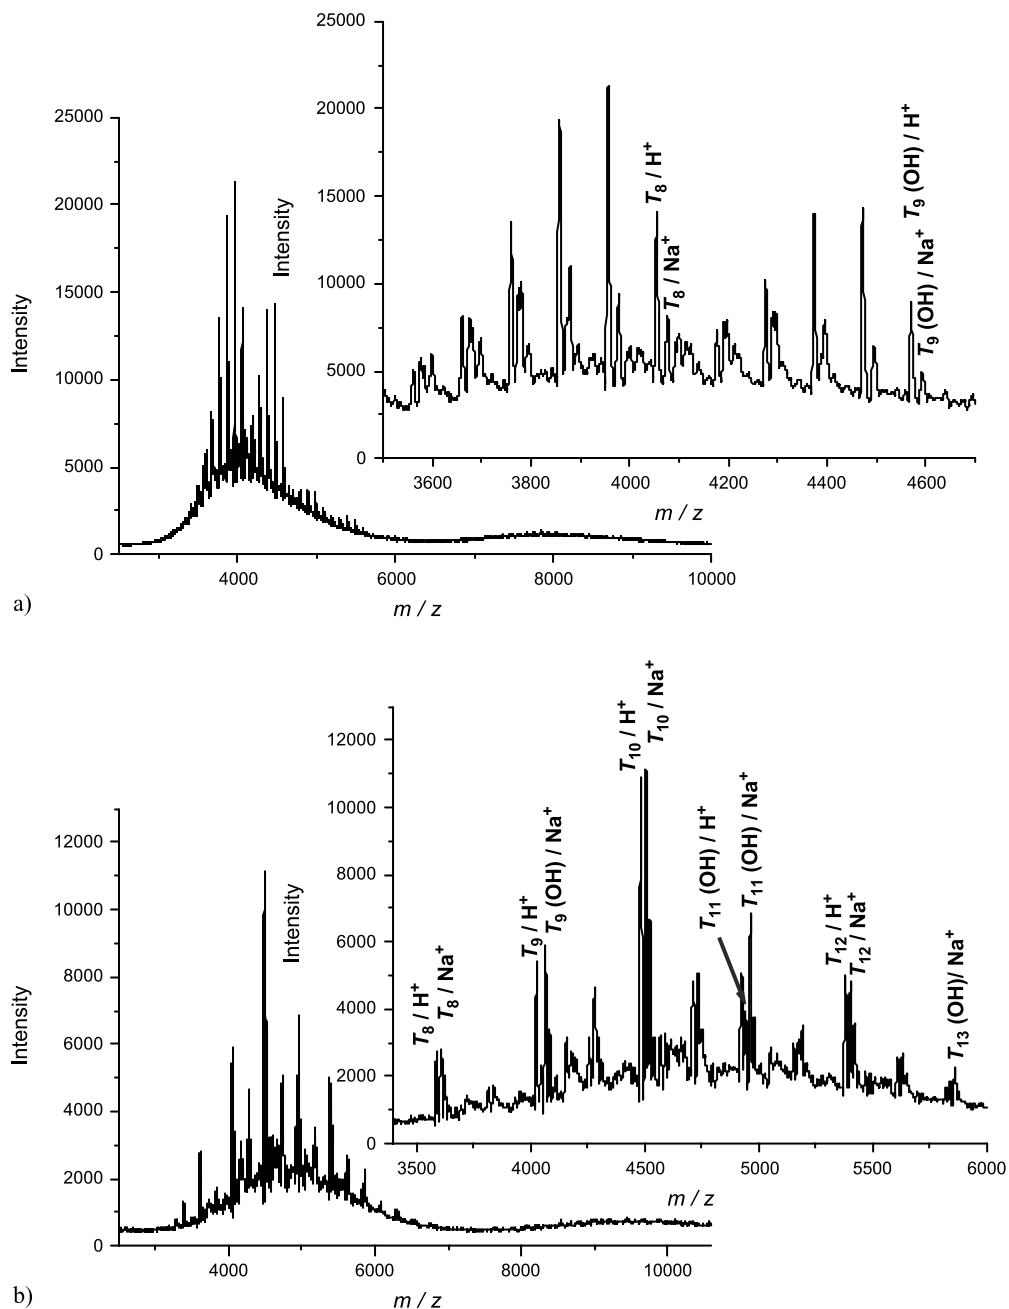 25000
20000
15000
10000
5000
0
Intensity
4000 6000 8000 10000
m / z
25000
20000
15000
10000
5000
0
Intensity
3600 3800 4000 4200 4400 4600
m / z
T8 / H+
T8 / Na+
T9 (OH) / H+
T9 (OH) / Na+
a)
12000
10000
8000
6000
4000
2000
0
Intensity
4000 6000 8000 10000
m / z
12000
10000
8000
6000
4000
2000
0
Intensity
3500 4000 4500 5000 5500 6000
m / z
T8 / H+
T8 / Na+
T9 / H+
T9 (OH) / Na+
T10 / H+
T10 / Na+
T11 (OH) / H+
T11 (OH) / Na+
T12 / H+
T12 / Na+
T13 (OH)/ Na+
b)